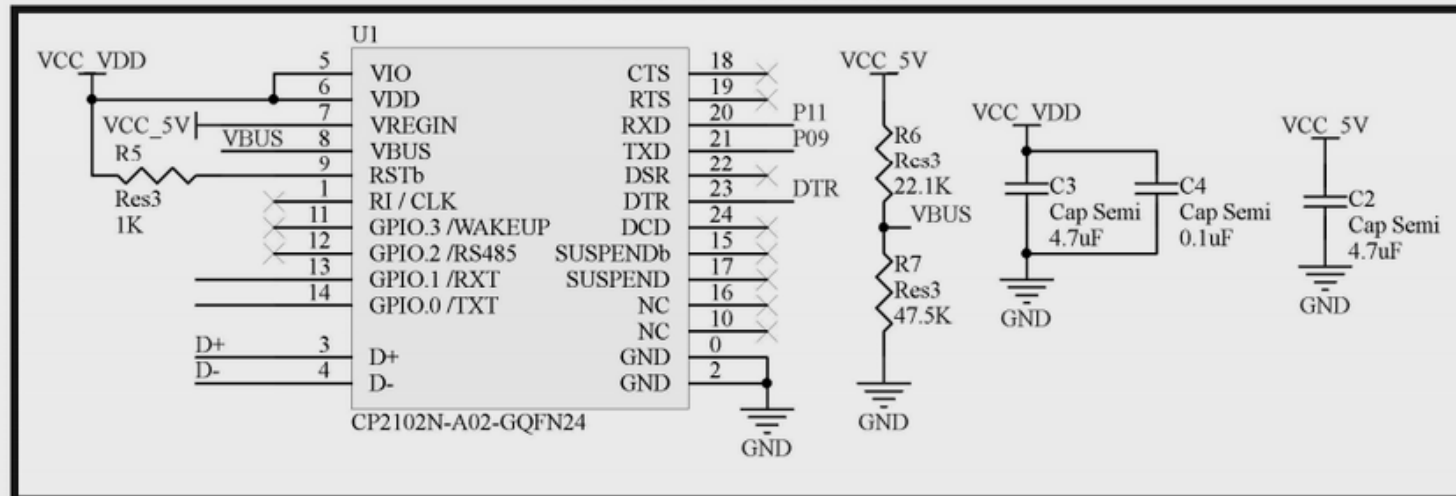 U1
VCC_VDD
5 VIO
6 VDD
VCC_5V 7 VREGIN
VBUS 8 VBUS
R5 9 RSTb
Res3 1 RI / CLK
1K 11 GPIO.3 /WAKEUP
12 GPIO.2 /RS485
13 GPIO.1 /RXT
14 GPIO.0 /TXT
D+ 3 D+
D- 4 D-
CTS 18
RTS 19
RXD 20 P11
TXD 21 P09
DSR 22
DTR 23 DTR
DCD 24
SUSPENDb 15
SUSPEND 17
NC 16
NC 10
GND 0
GND 2
CP2102N-A02-GQFN24
GND
VCC_5V
R6
Res3
22.1K
VBUS
R7
Res3
47.5K
GND
VCC_VDD
C3
Cap Semi
4.7uF
C4
Cap Semi
0.1uF
GND
VCC_5V
C2
Cap Semi
4.7uF
GND